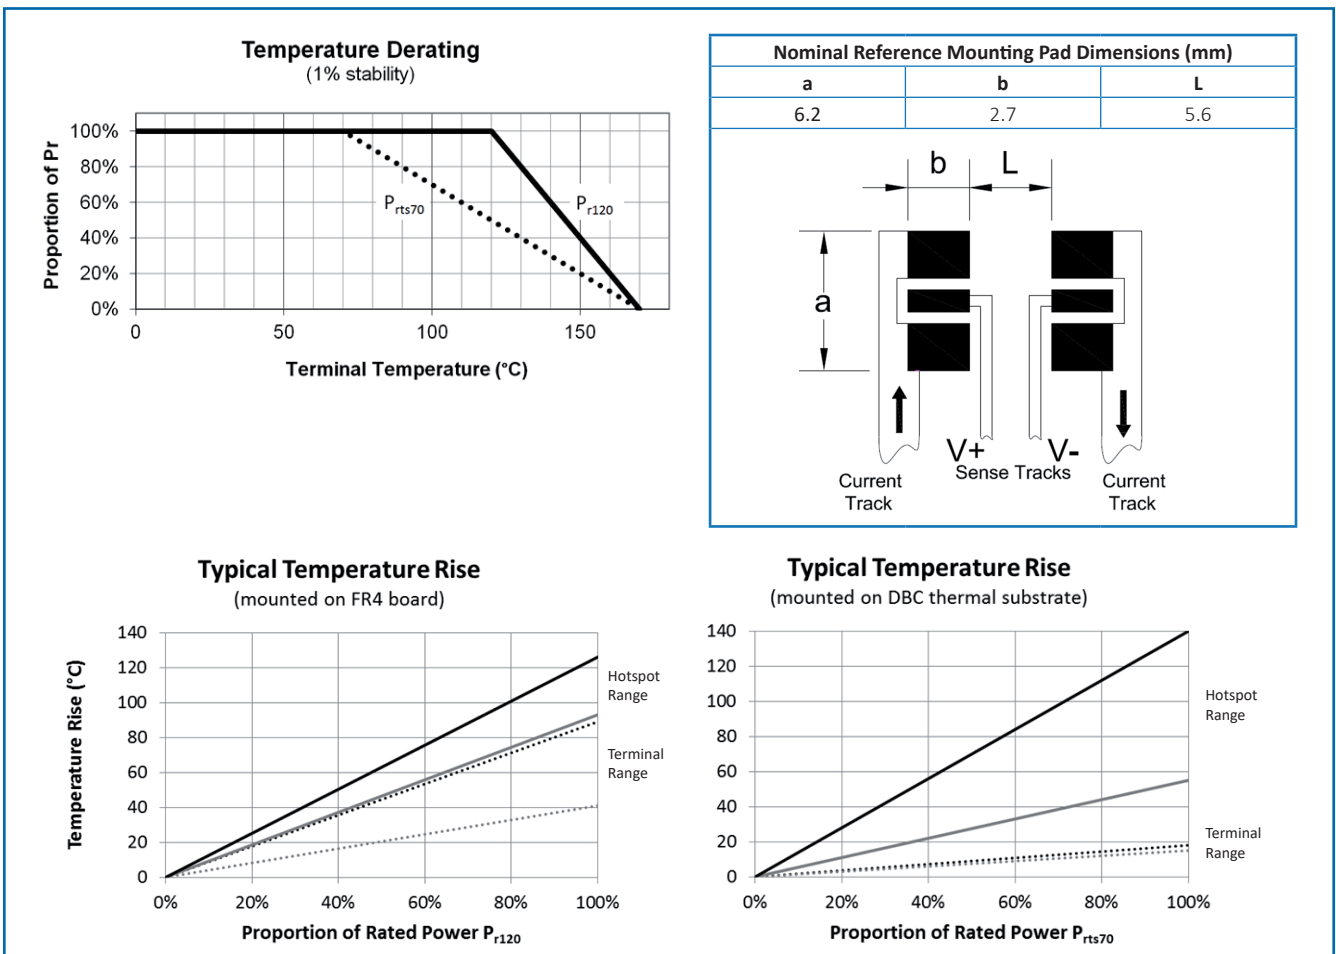 Temperature Derating
(1% stability)
Proportion of Pr
100%
80%
60%
40%
20%
0%
Prts70
Pr120
0 50 100 150
Terminal Temperature (°C)
Nominal Reference Mounting Pad Dimensions (mm)
a b L
6.2 2.7 5.6
b L
a
V+ V-
Sense Tracks
Current
Track
Current
Track
Typical Temperature Rise
(mounted on FR4 board)
Temperature Rise (°C)
140
120
100
80
60
40
20
0
Hotspot
Range
Terminal
Range
0% 20% 40% 60% 80% 100%
Proportion of Rated Power Pr120
Typical Temperature Rise
(mounted on DBC thermal substrate)
140
120
100
80
60
40
20
0
Hotspot
Range
Terminal
Range
0% 20% 40% 60% 80% 100%
Proportion of Rated Power Prts70